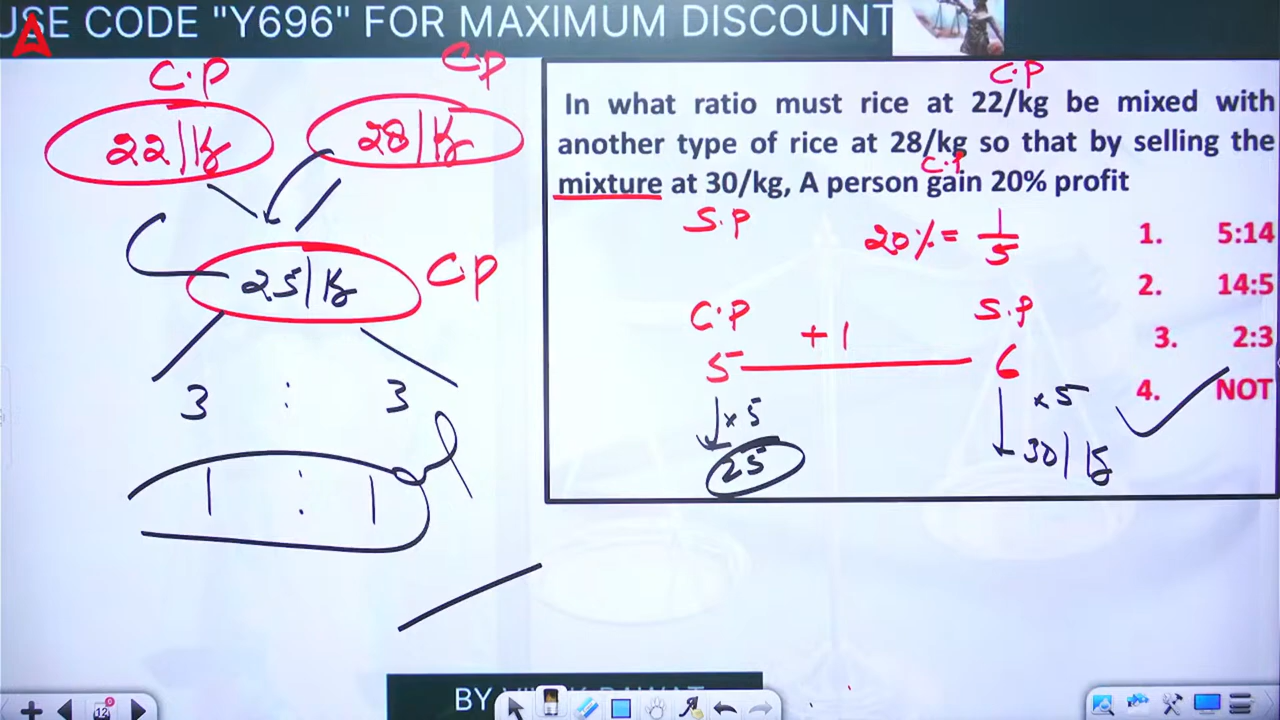 USE CODE "Y696" FOR MAXIMUM DISCOUNT
C.P
C.P
22/Kg
28/Kg
25/Kg
C.P
3 : 3
1 : 1
C.P
In what ratio must rice at 22/kg be mixed with
another type of rice at 28/kg so that by selling the
C.P
mixture at 30/kg, A person gain 20% profit
S.P
20% = 1/5
1. 5:14
2. 14:5
3. 2:3
4. NOT
C.P +1 S.P
5 6
×5 ×5
25 30/Kg
BY
12